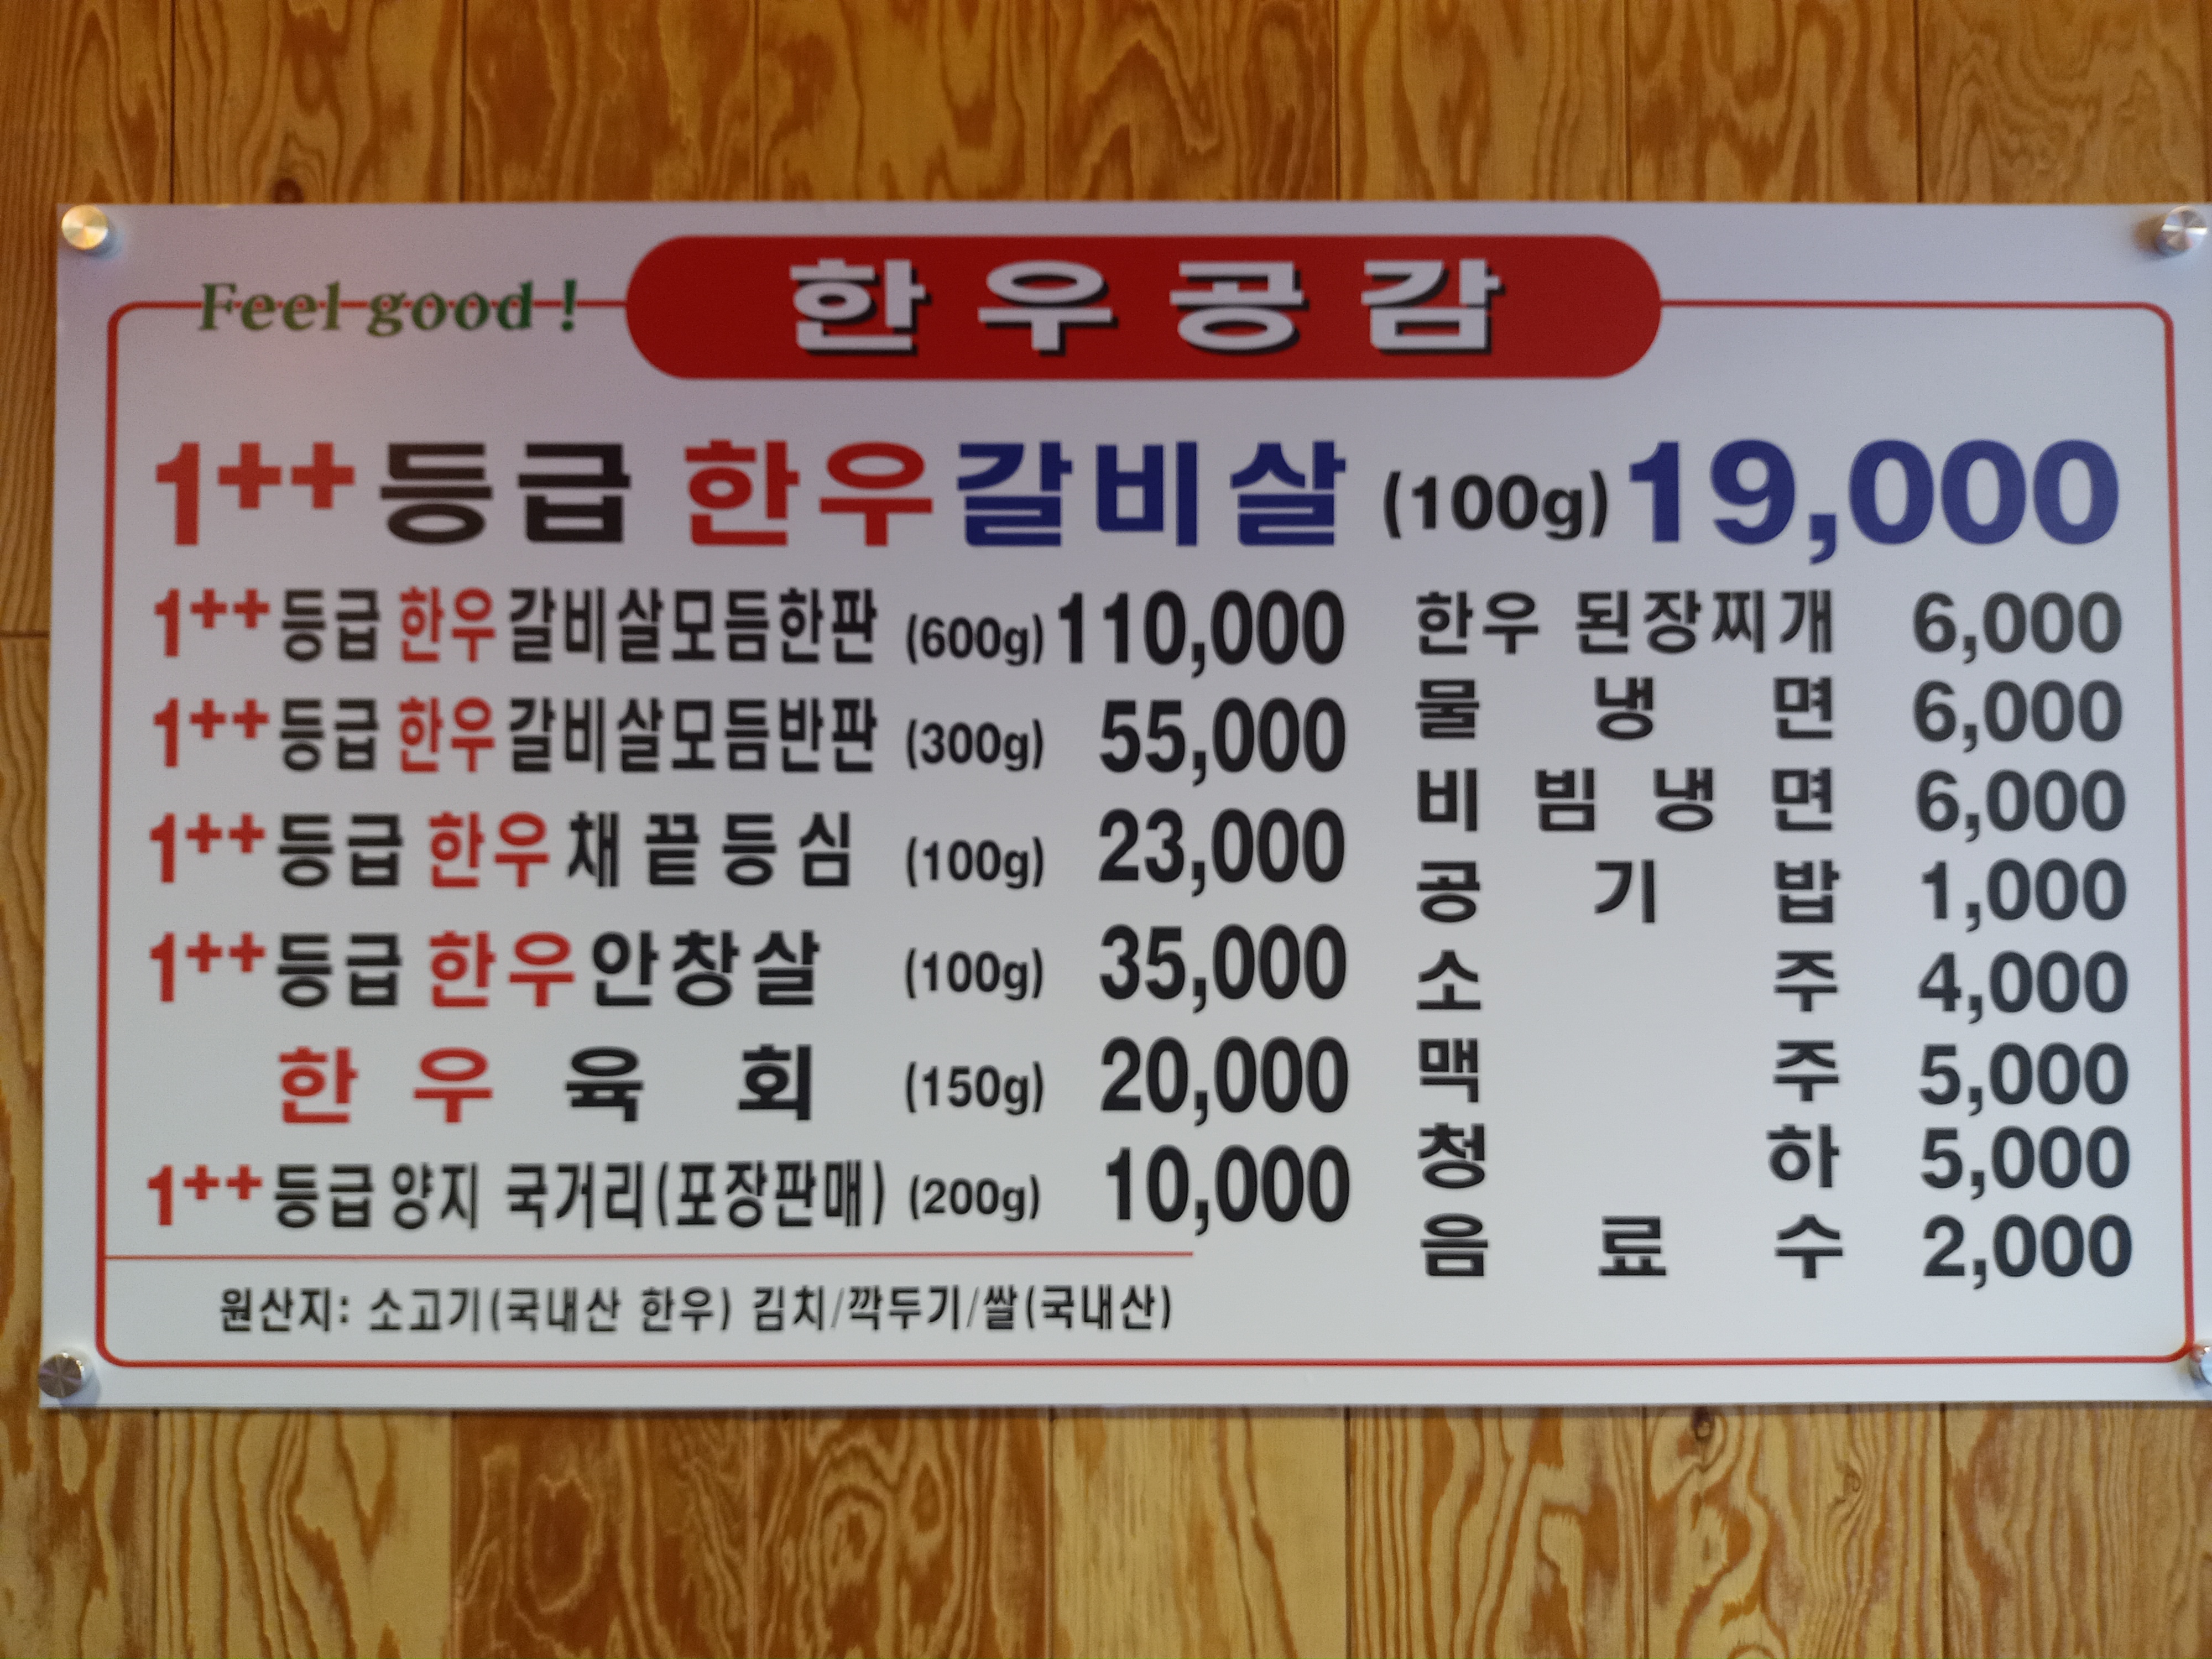 Feel good !
한우공감
1++등급 한우갈비살 (100g) 19,000
1++등급 한우갈비살모듬한판 (600g) 110,000
1++등급 한우갈비살모듬반판 (300g) 55,000
1++등급 한우채끝등심 (100g) 23,000
1++등급 한우안창살 (100g) 35,000
한우육회 (150g) 20,000
1++등급 양지 국거리(포장판매) (200g) 10,000
한우 된장찌개 6,000
물냉면 6,000
비빔냉면 6,000
공기밥 1,000
소주 4,000
맥주 5,000
청하 5,000
음료수 2,000
원산지: 소고기(국내산 한우) 김치/깍두기/쌀(국내산)